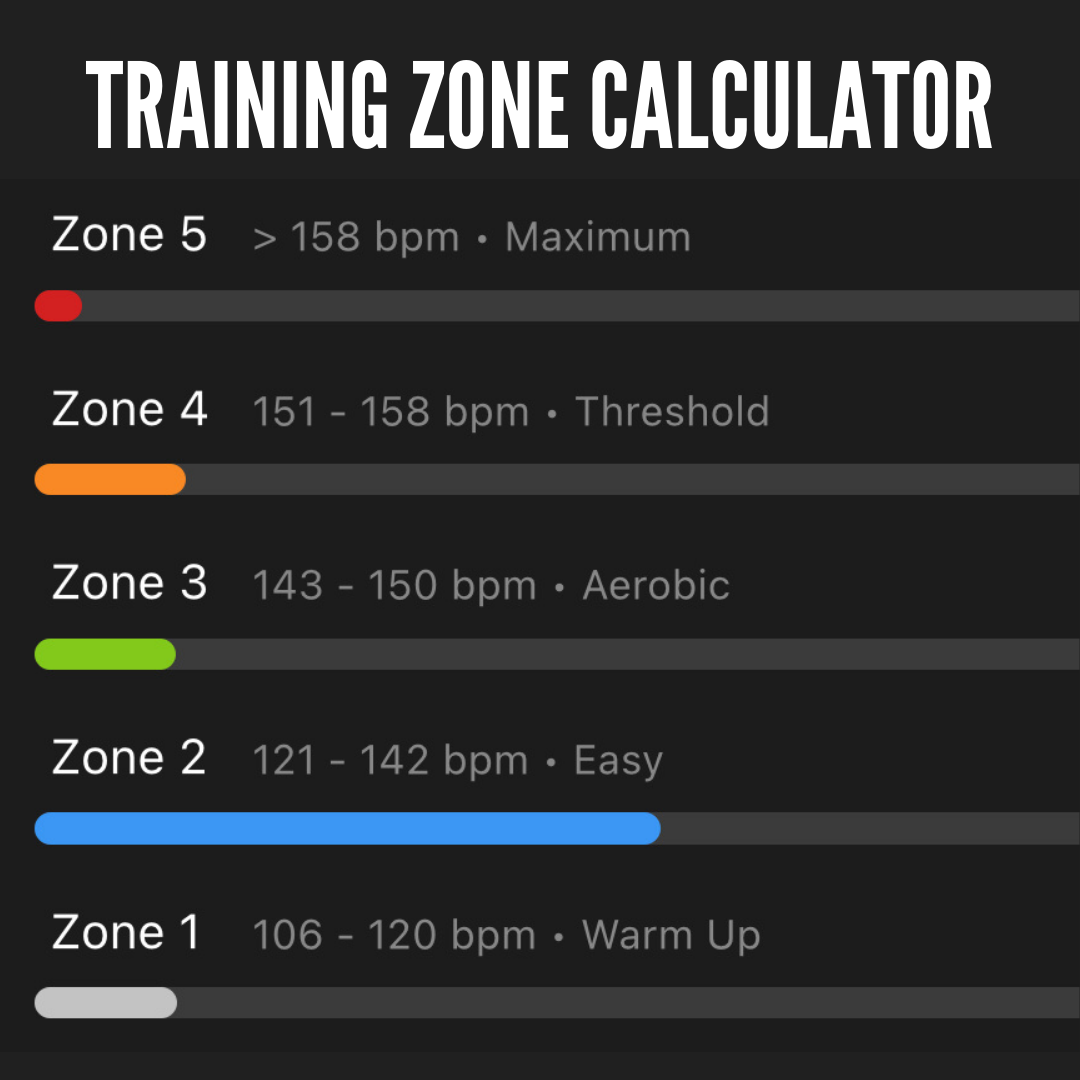 TRAINING ZONE CALCULATOR
Zone 5 > 158 bpm • Maximum
Zone 4 151 - 158 bpm • Threshold
Zone 3 143 - 150 bpm • Aerobic
Zone 2 121 - 142 bpm • Easy
Zone 1 106 - 120 bpm • Warm Up